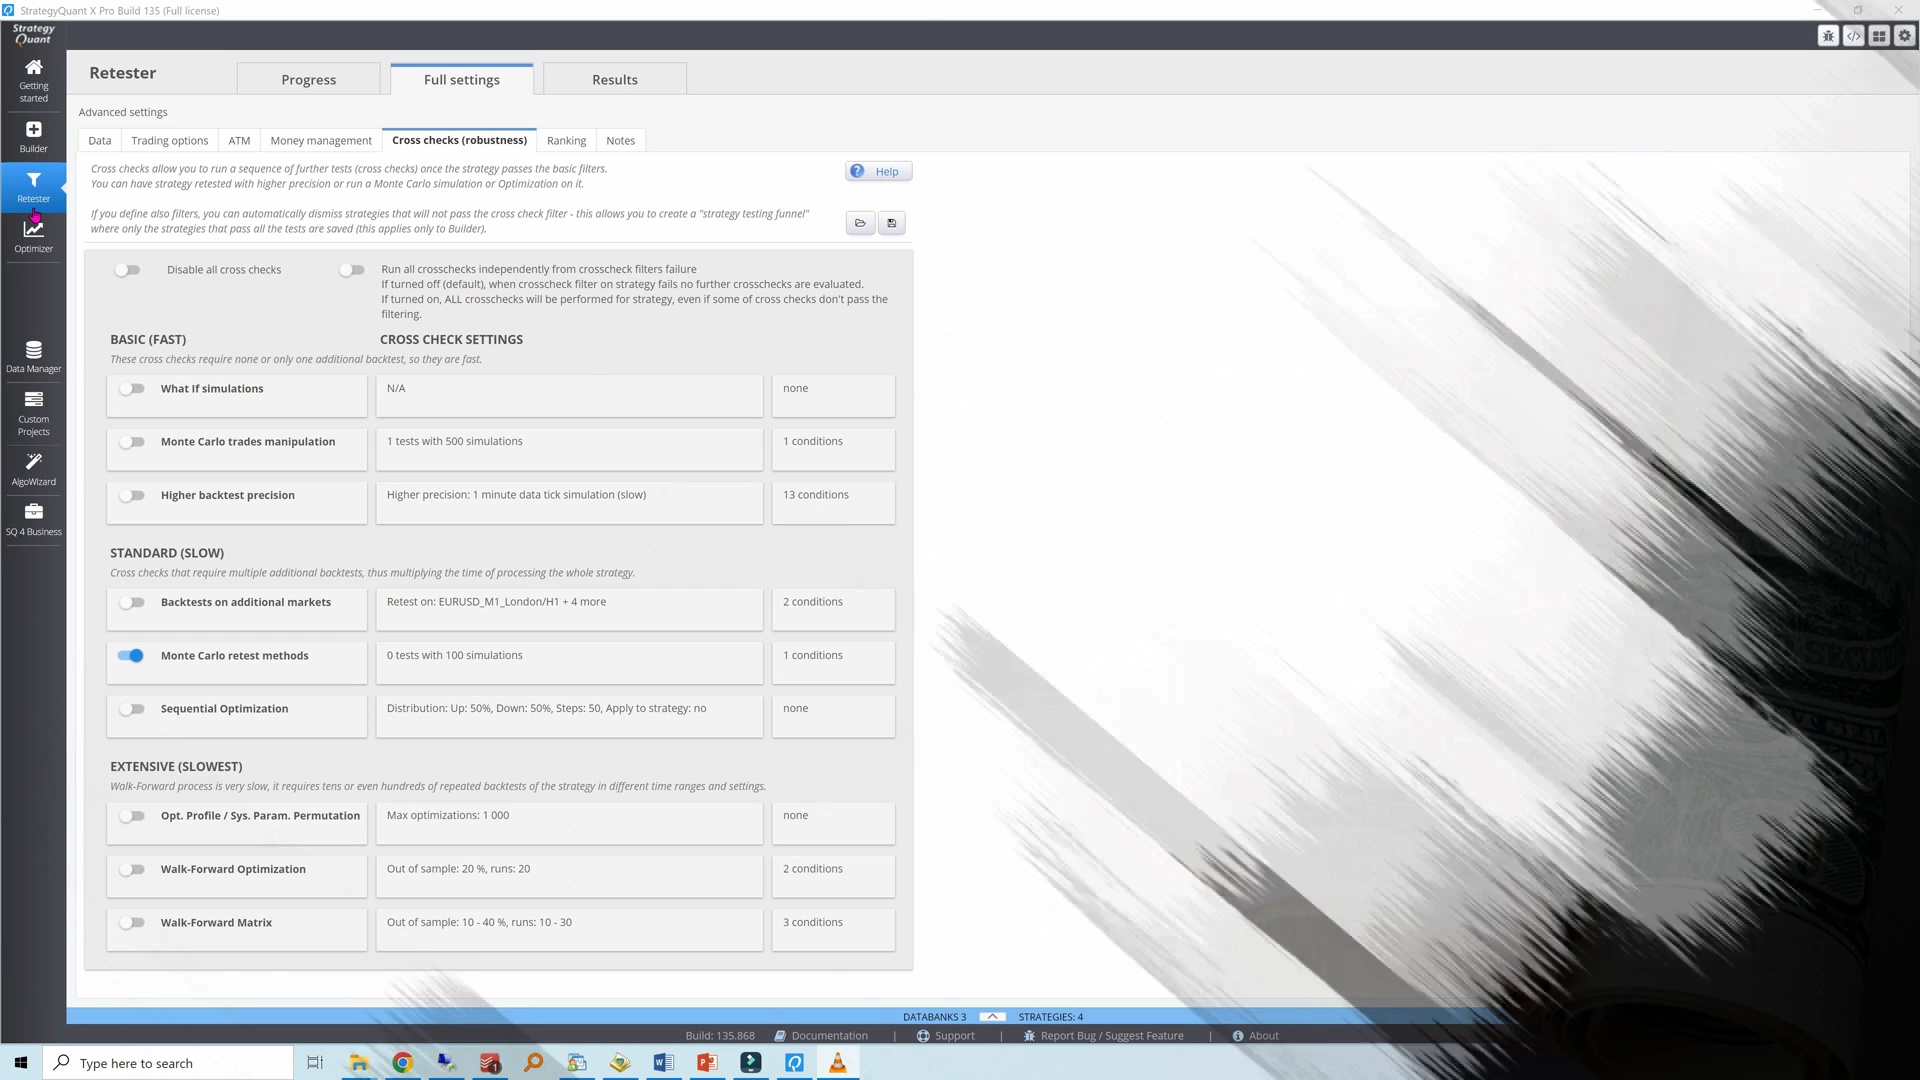 StrategyQuant X Pro Build 135 (Full license)
Strategy
Quant
Getting
started
Builder
Retester
Optimizer
Data Manager
Custom
Projects
AlgoWizard
SQ 4 Business
Retester
Progress
Full settings
Results
Advanced settings
Data
Trading options
ATM
Money management
Cross checks (robustness)
Ranking
Notes
Cross checks allow you to run a sequence of further tests (cross checks) once the strategy passes the basic filters.
You can have strategy retested with higher precision or run a Monte Carlo simulation or Optimization on it.
Help
If you define also filters, you can automatically dismiss strategies that will not pass the cross check filter - this allows you to create a "strategy testing funnel"
where only the strategies that pass all the tests are saved (this applies only to Builder).
Disable all cross checks
Run all crosschecks independently from crosscheck filters failure
If turned off (default), when crosscheck filter on strategy fails no further crosschecks are evaluated.
If turned on, ALL crosschecks will be performed for strategy, even if some of cross checks don't pass the
filtering.
BASIC (FAST)
CROSS CHECK SETTINGS
These cross checks require none or only one additional backtest, so they are fast.
What If simulations
N/A
none
Monte Carlo trades manipulation
1 tests with 500 simulations
1 conditions
Higher backtest precision
Higher precision: 1 minute data tick simulation (slow)
13 conditions
STANDARD (SLOW)
Cross checks that require multiple additional backtests, thus multiplying the time of processing the whole strategy.
Backtests on additional markets
Retest on: EURUSD_M1_London/H1 + 4 more
2 conditions
Monte Carlo retest methods
0 tests with 100 simulations
1 conditions
Sequential Optimization
Distribution: Up: 50%, Down: 50%, Steps: 50, Apply to strategy: no
none
EXTENSIVE (SLOWEST)
Walk-Forward process is very slow, it requires tens or even hundreds of repeated backtests of the strategy in different time ranges and settings.
Opt. Profile / Sys. Param. Permutation
Max optimizations: 1 000
none
Walk-Forward Optimization
Out of sample: 20 %, runs: 20
2 conditions
Walk-Forward Matrix
Out of sample: 10 - 40 %, runs: 10 - 30
3 conditions
DATABANKS 3
STRATEGIES: 4
Build: 135.868
Documentation
|
Support
|
Report Bug / Suggest Feature
|
About
Type here to search